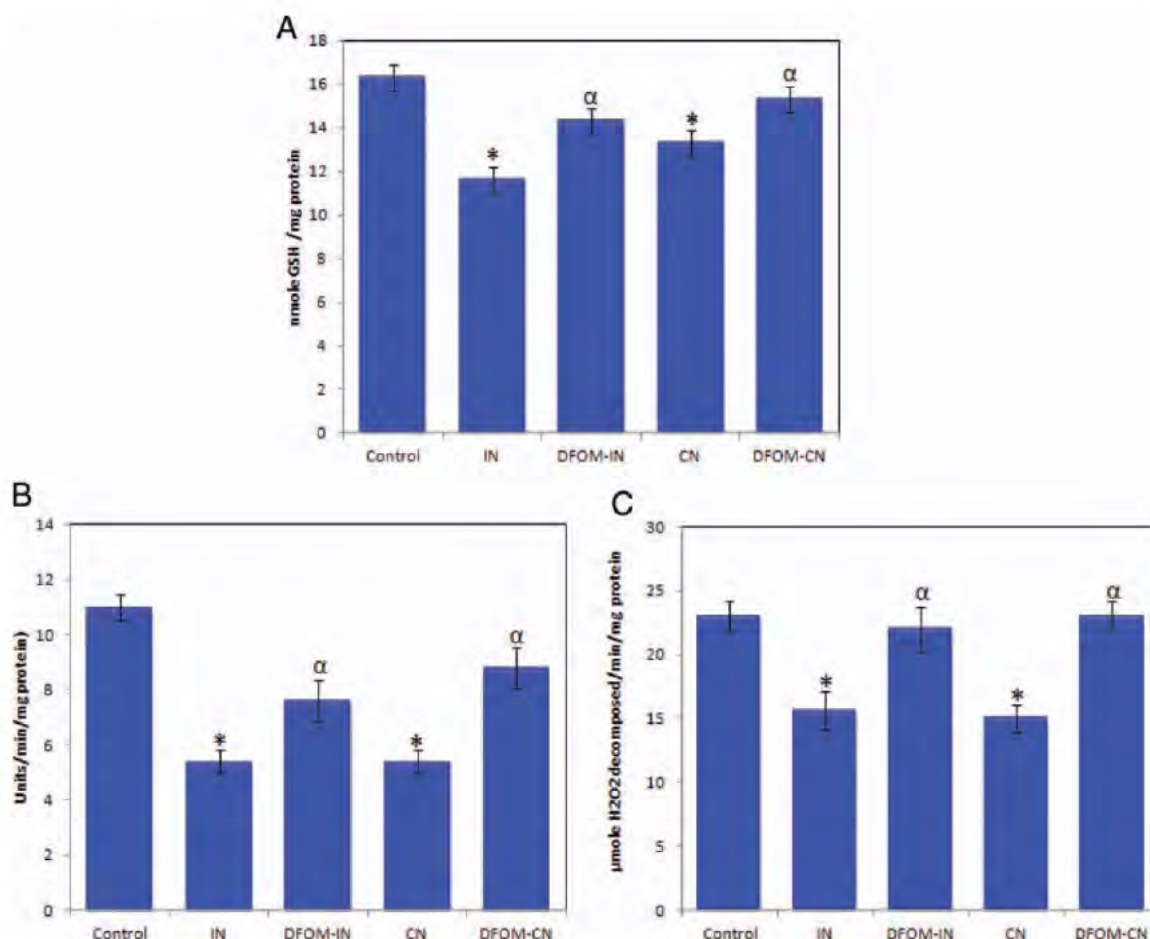 A
18
16
14
12
10
8
6
4
2
0
nmole GSH /mg protein
*
α
*
α
Control IN DFOM-IN CN DFOM-CN
B
14
12
10
8
6
4
2
0
Units/min/mg protein)
*
α
*
α
Control IN DFOM-IN CN DFOM-CN
C
30
25
20
15
10
5
0
µmole H2O2 decomposed/min/mg protein
*
α
*
α
Control IN DFOM-IN CN DFOM-CN